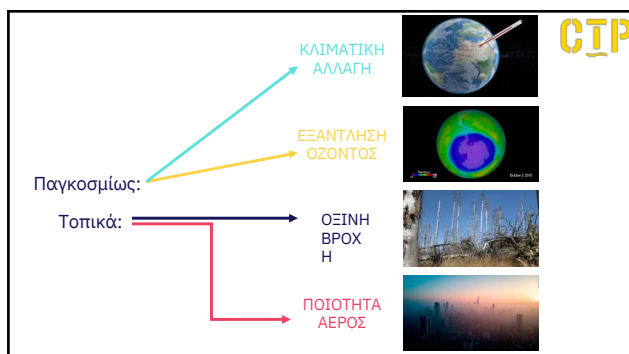 ΚΛΙΜΑΤΙΚΗ
ΑΛΛΑΓΗ
CTP
ΕΞΑΝΤΛΗΣΗ
ΟΖΟΝΤΟΣ
Παγκοσμίως:
Τοπικά:
ΟΞΙΝΗ
ΒΡΟΧ
Η
ΠΟΙΟΤΗΤΑ
ΑΕΡΟΣ